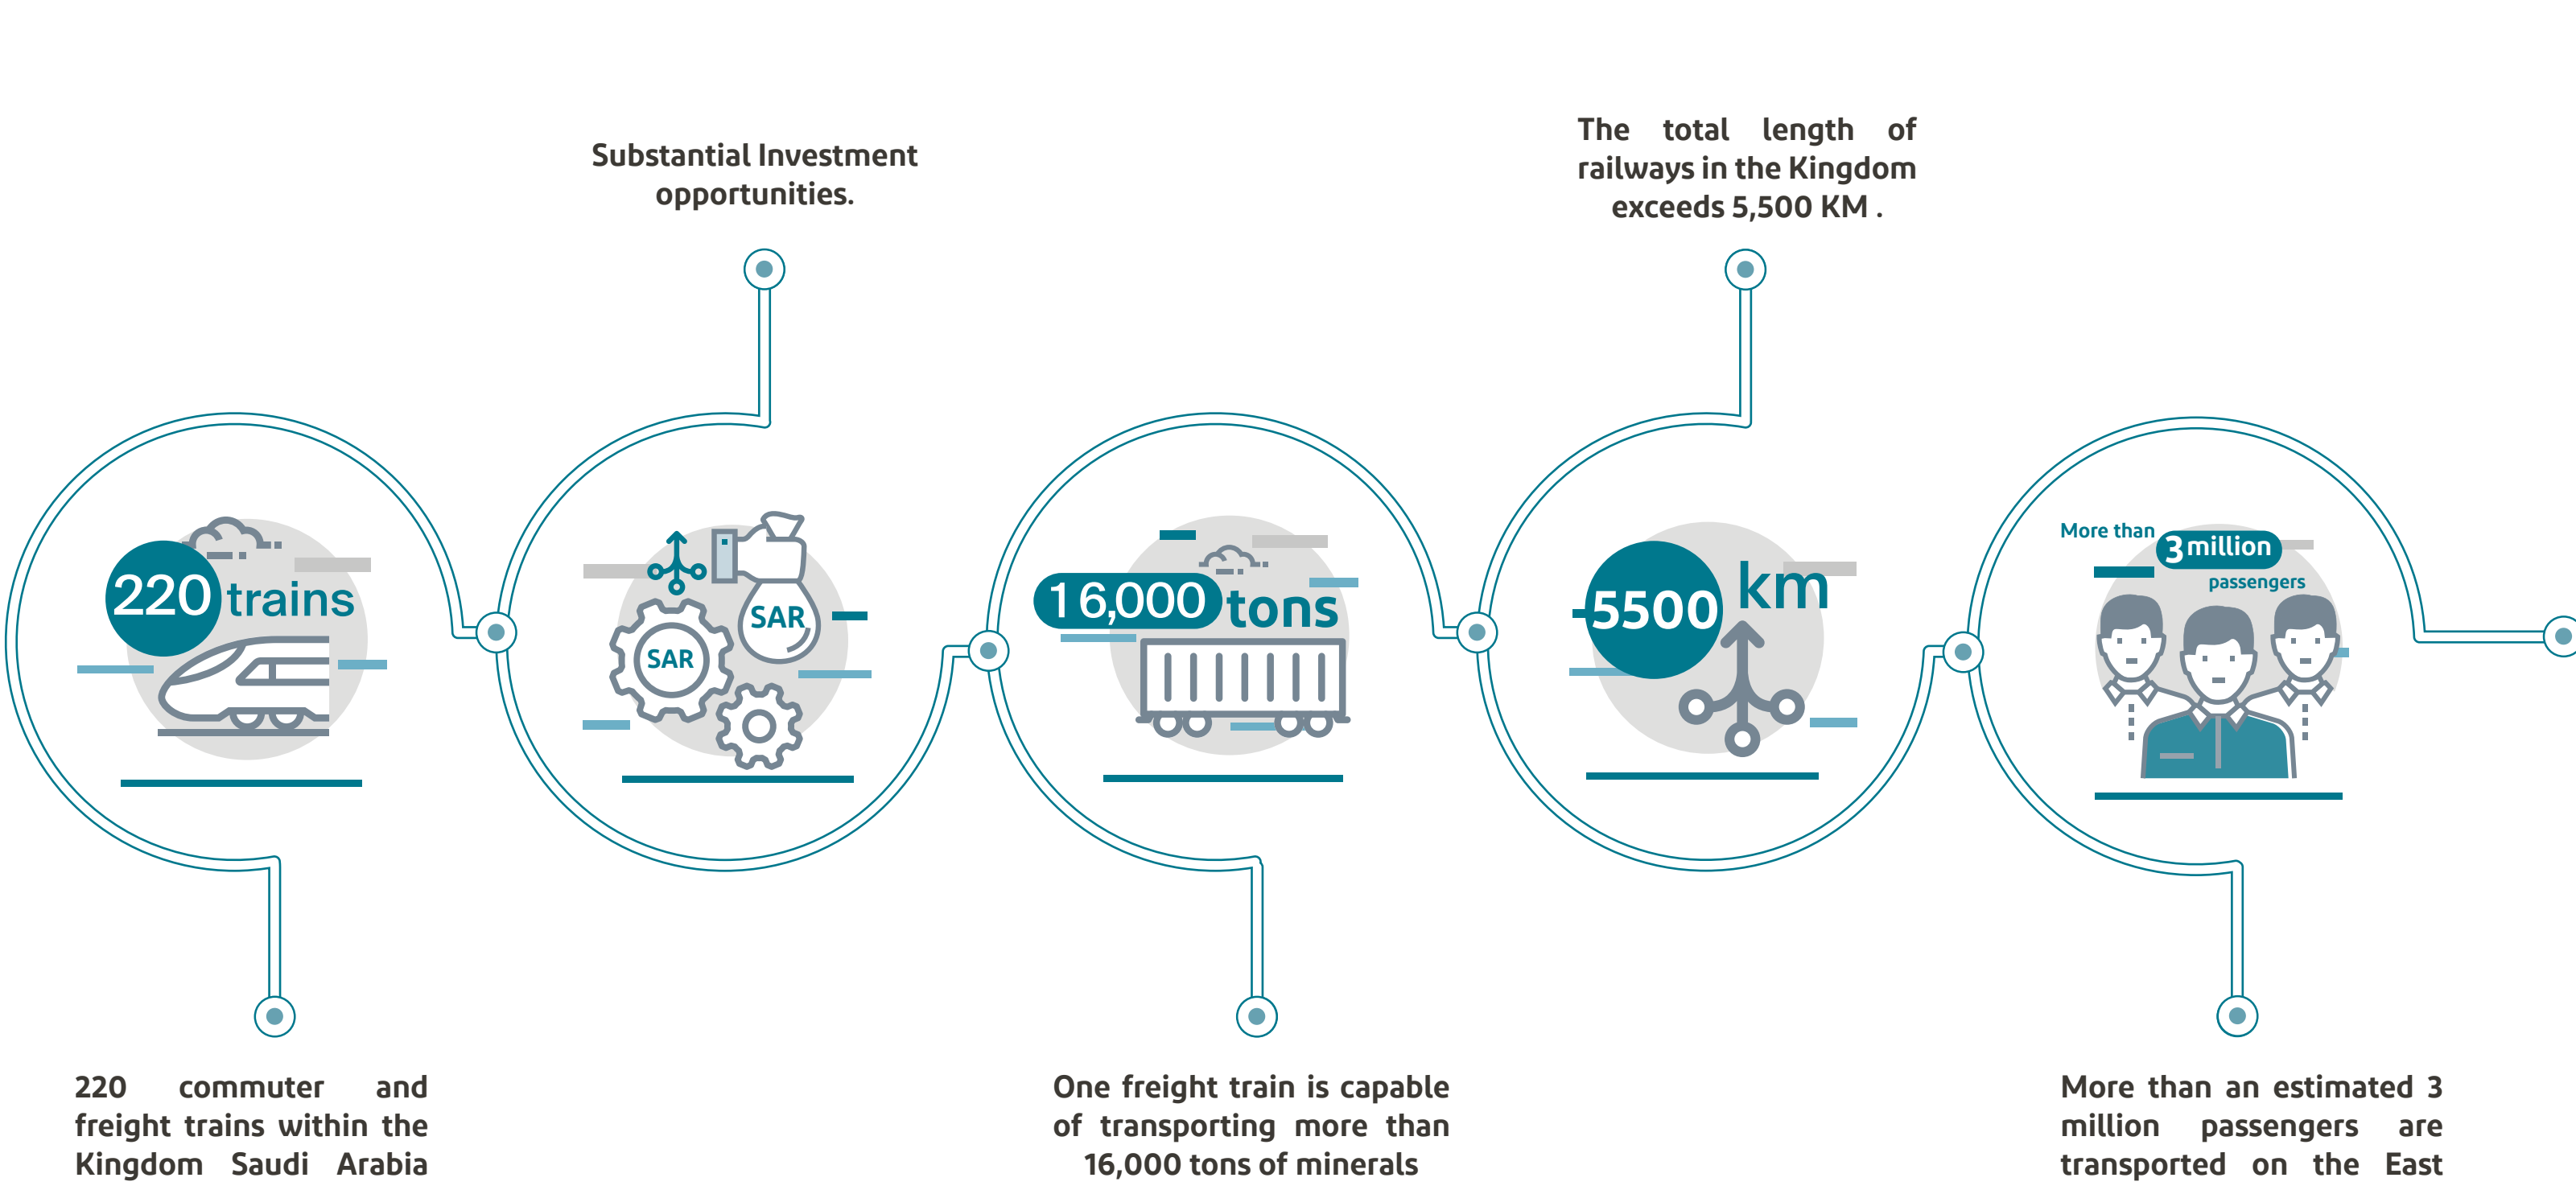 Substantial Investment
opportunities.
The total length of
railways in the Kingdom
exceeds 5,500 KM .
220 trains
SAR
SAR
16,000 tons
-5500 km
More than
3 million
passengers
220 commuter and
freight trains within the
Kingdom Saudi Arabia
One freight train is capable
of transporting more than
16,000 tons of minerals
More than an estimated 3
million passengers are
transported on the East